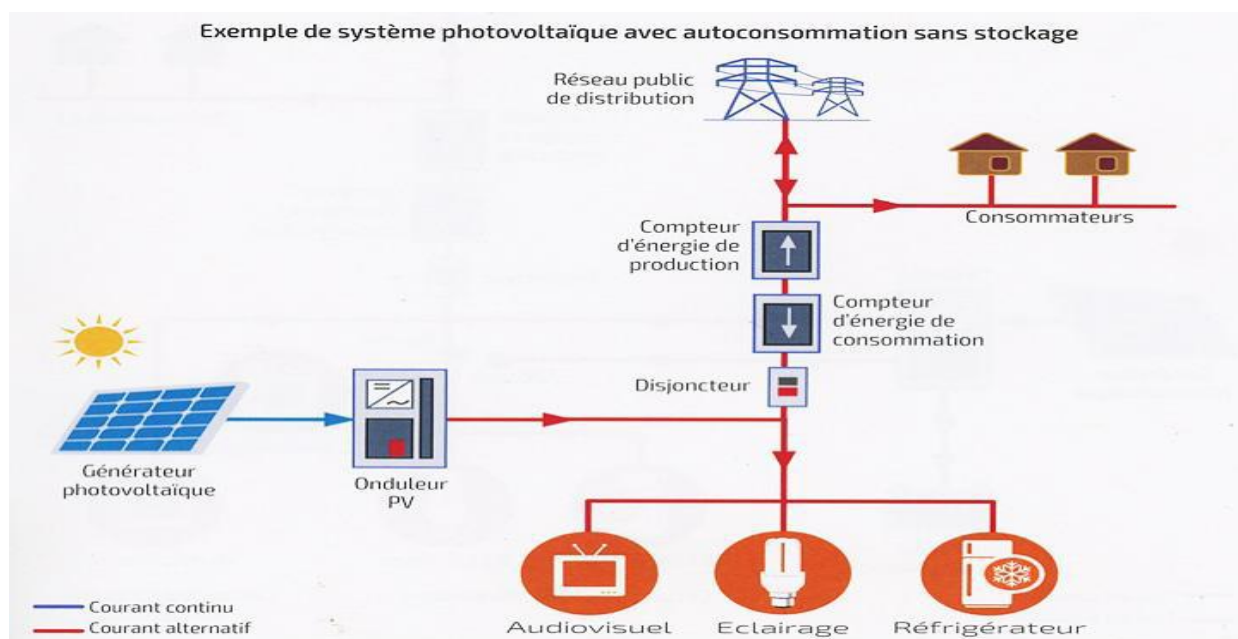 Exemple de système photovoltaïque avec autoconsommation sans stockage
Réseau public
de distribution
Consommateurs
Compteur
d'énergie de
production
Compteur
d'énergie de
consommation
Disjoncteur
Générateur
photovoltaïque
Onduleur
PV
Audiovisuel
Eclairage
Réfrigérateur
Courant continu
Courant alternatif